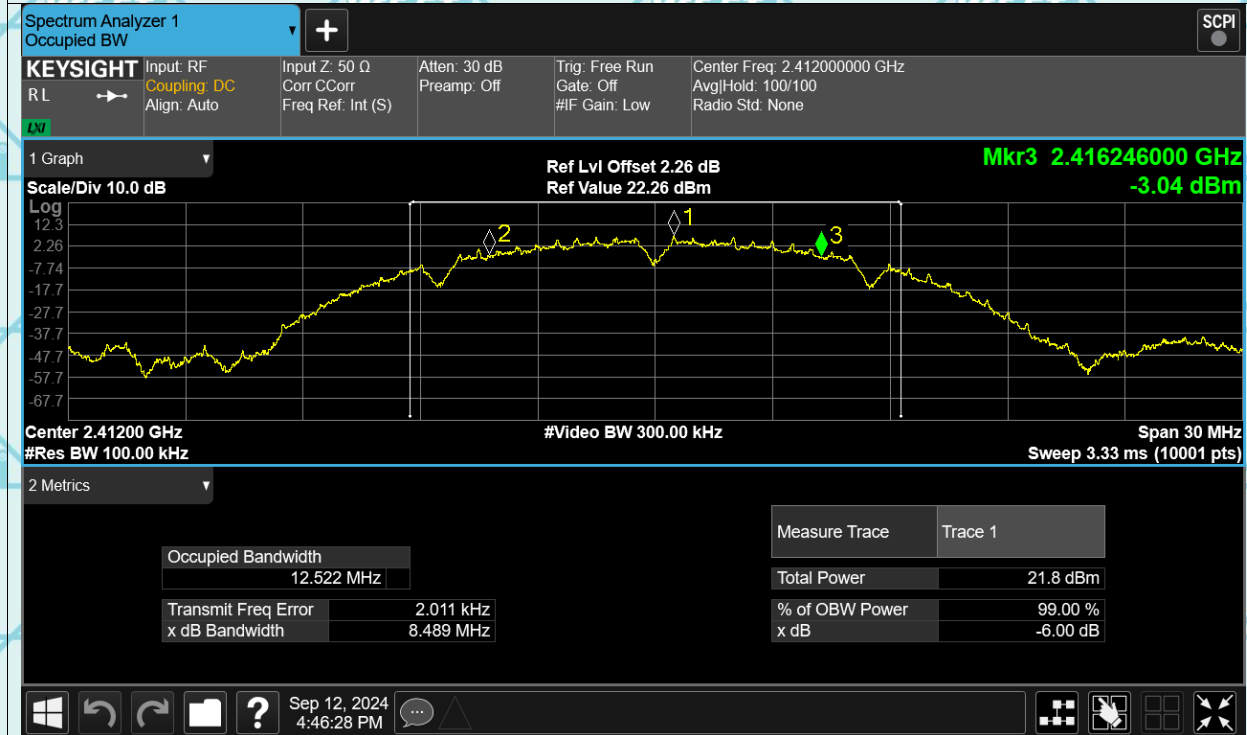 Spectrum Analyzer 1
Occupied BW
+
SCPI
KEYSIGHT
R L
LXI
Input: RF
Coupling: DC
Align: Auto
Input Z: 50 Ω
Corr CCorr
Freq Ref: Int (S)
Atten: 30 dB
Preamp: Off
Trig: Free Run
Gate: Off
#IF Gain: Low
Center Freq: 2.412000000 GHz
Avg|Hold: 100/100
Radio Std: None
1 Graph
Scale/Div 10.0 dB
Ref Lvl Offset 2.26 dB
Ref Value 22.26 dBm
Mkr3 2.416246000 GHz
-3.04 dBm
Log
12.3
2.26
-7.74
-17.7
-27.7
-37.7
-47.7
-57.7
-67.7
2
1
3
Center 2.41200 GHz
#Res BW 100.00 kHz
#Video BW 300.00 kHz
Span 30 MHz
Sweep 3.33 ms (10001 pts)
2 Metrics
Occupied Bandwidth
12.522 MHz
Transmit Freq Error 2.011 kHz
x dB Bandwidth 8.489 MHz
Measure Trace Trace 1
Total Power 21.8 dBm
% of OBW Power 99.00 %
x dB -6.00 dB
?
Sep 12, 2024
4:46:28 PM